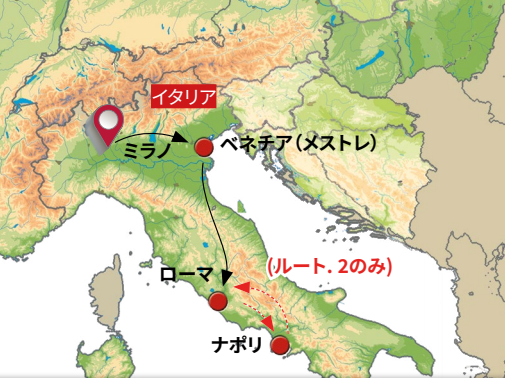 イタリア
ミラノ
ベネチア（メストレ）
ローマ
(ルート. 2のみ)
ナポリ